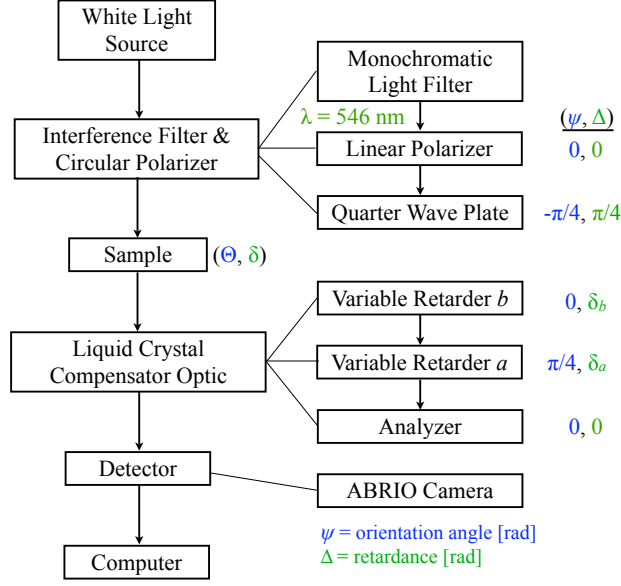 White Light
Source
Interference Filter &
Circular Polarizer
Sample
(Θ, δ)
Liquid Crystal
Compensator Optic
Detector
Computer
Monochromatic
Light Filter
λ = 546 nm
(ψ, Δ)
Linear Polarizer
0, 0
Quarter Wave Plate
-π/4, π/4
Variable Retarder b
0, δb
Variable Retarder a
π/4, δa
Analyzer
0, 0
ABRIO Camera
ψ = orientation angle [rad]
Δ = retardance [rad]